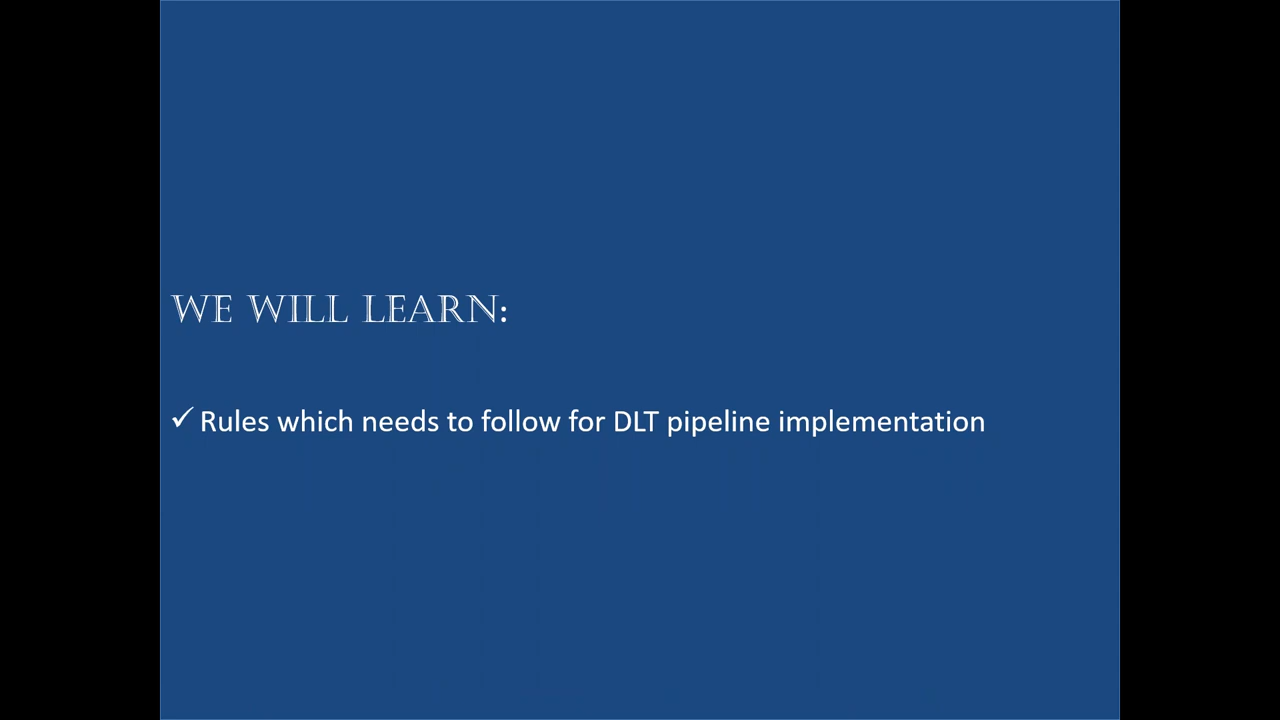 WE WILL LEARN:
✓ Rules which needs to follow for DLT pipeline implementation